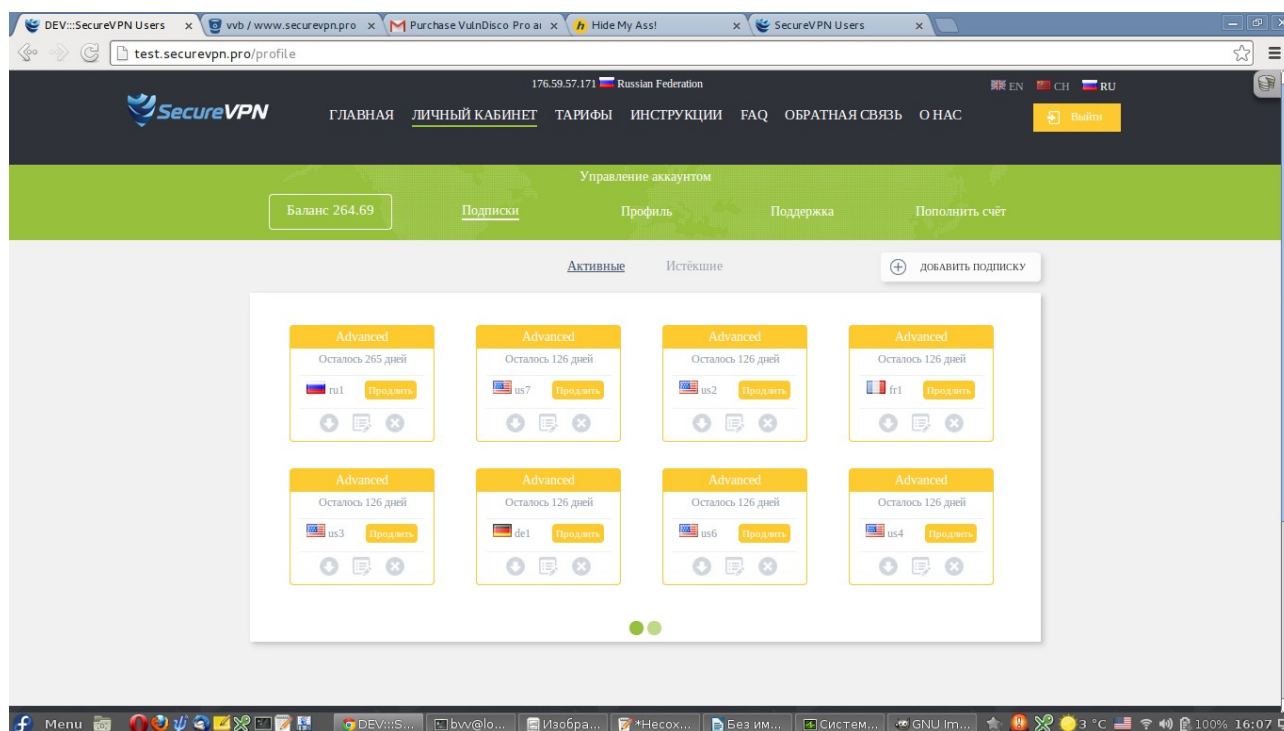 DEV:::SecureVPN Users
vvb / www.securevpn.pro
Purchase VulnDisco Pro ai
Hide My Ass!
SecureVPN Users
test.securevpn.pro/profile
176.59.57.171 Russian Federation
EN CH RU
SecureVPN
ГЛАВНАЯ ЛИЧНЫЙ КАБИНЕТ ТАРИФЫ ИНСТРУКЦИИ FAQ ОБРАТНАЯ СВЯЗЬ О НАС
Выйти
Управление аккаунтом
Баланс 264.69 Подписки Профиль Поддержка Пополнить счёт
Активные Истёкшие ДОБАВИТЬ ПОДПИСКУ
Advanced Advanced Advanced Advanced
Осталось 265 дней Осталось 126 дней Осталось 126 дней Осталось 126 дней
ru1 Продлить us7 Продлить us2 Продлить fr1 Продлить
Advanced Advanced Advanced Advanced
Осталось 126 дней Осталось 126 дней Осталось 126 дней Осталось 126 дней
us3 Продлить de1 Продлить us6 Продлить us4 Продлить
Menu DEV:::S... bvv@lo... Изобра... *Несох... Без им... Систем... GNU Im... 3 °C 100% 16:07